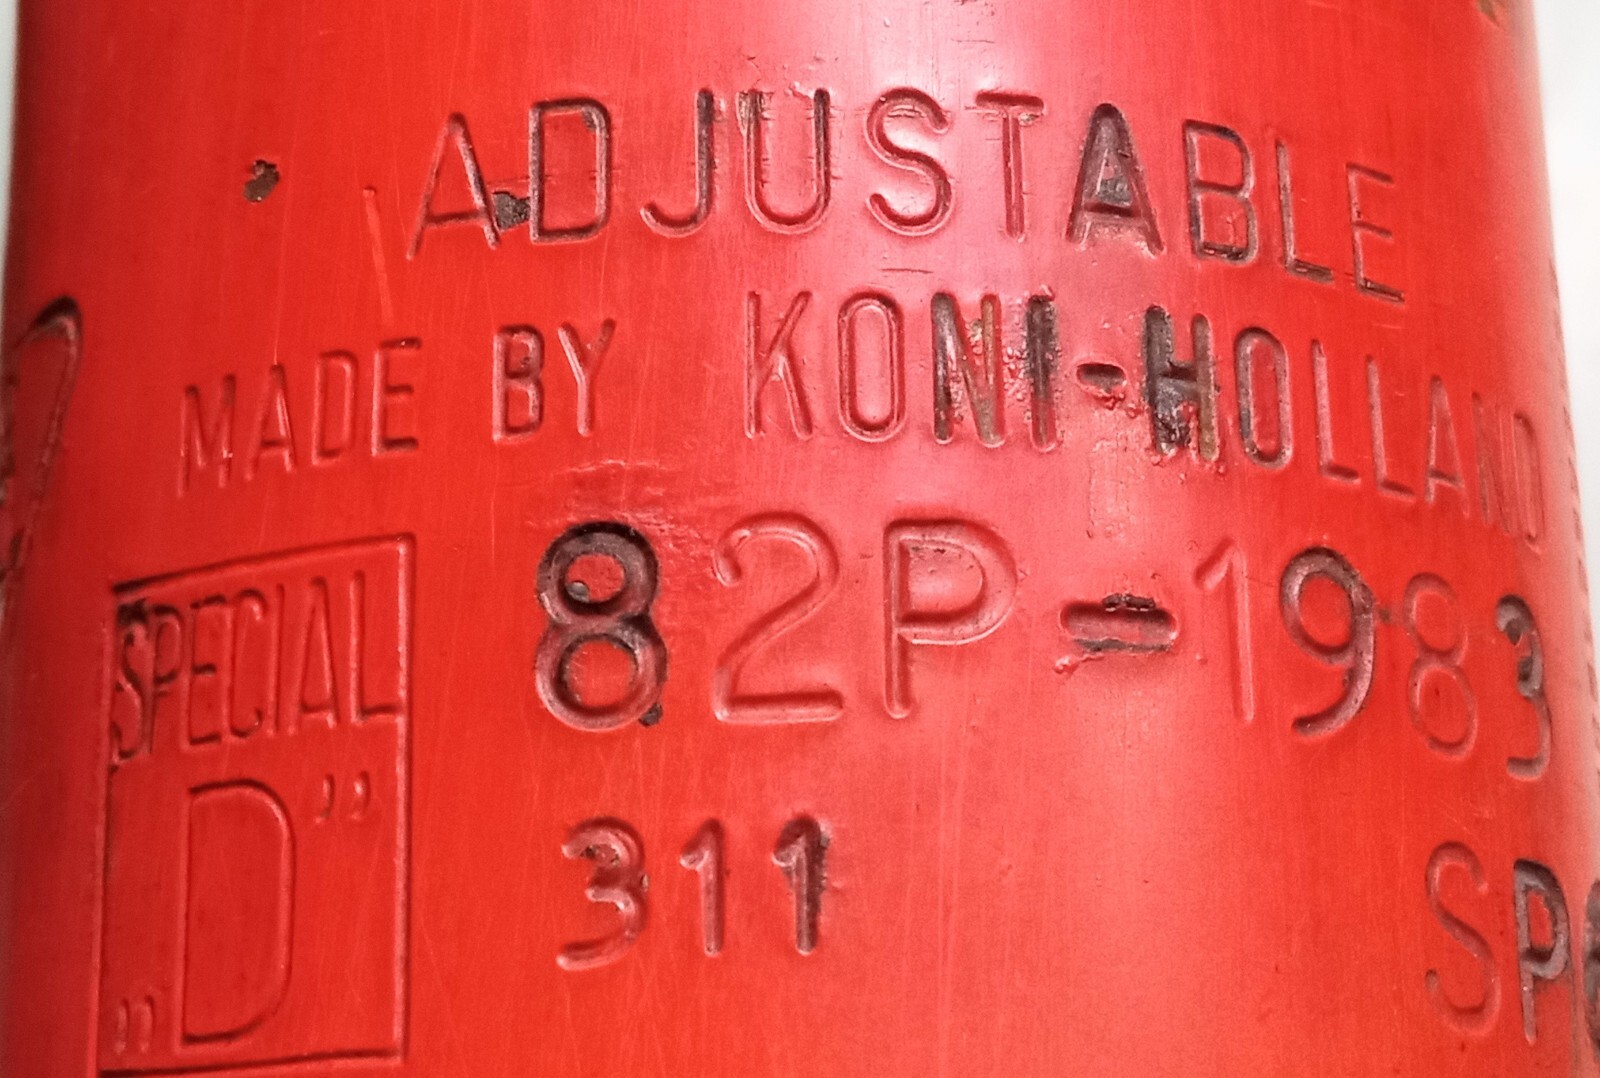 ADJUSTABLE
MADE BY KONI-HOLLAND
82P-1983
SPECIAL
„D”
311